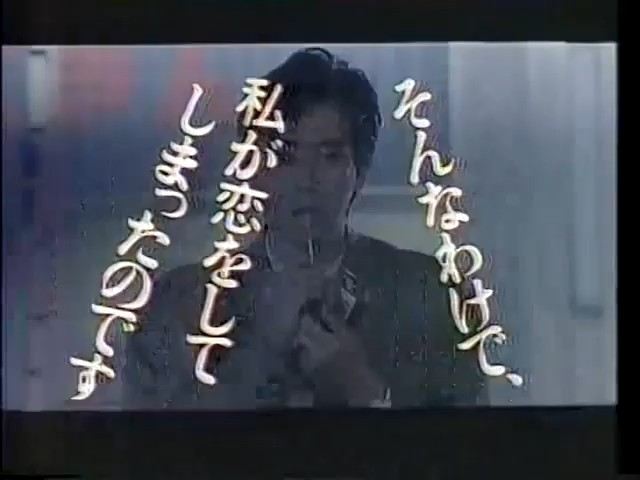 そんなわけで、
私が恋をして
しまったのです